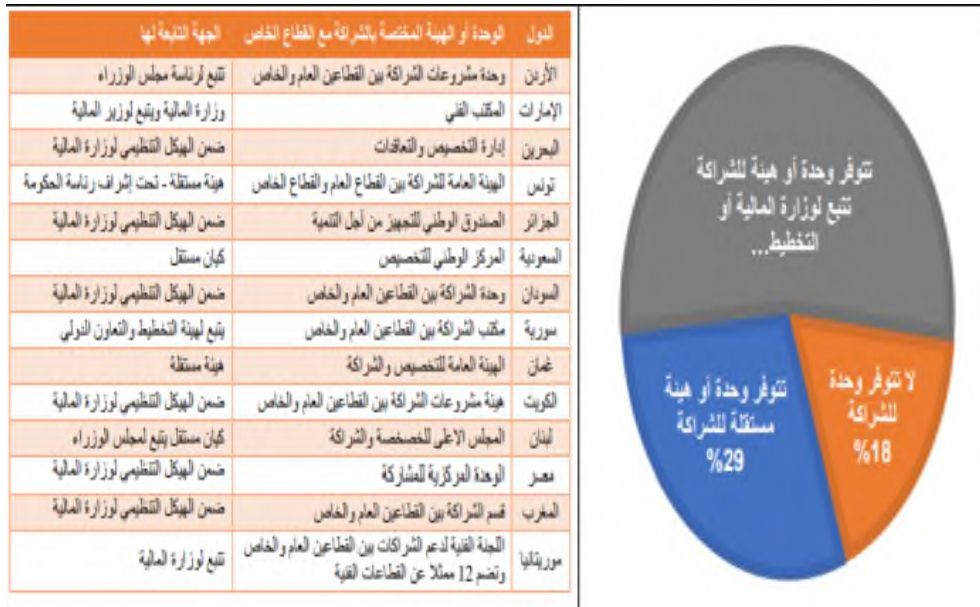 الدول الوحدة أو الهيئة المختصة بالشراكة مع القطاع الخاص الجهة التابعة لها
الأردن وحدة مشروعات الشراكة بين القطاعين العام والخاص تتبع لرئاسة مجلس الوزراء
الإمارات المكتب الفني وزارة المالية ويتبع لوزير المالية
البحرين إدارة التخصيص والتعاقدات ضمن الهيكل التنظيمي لوزارة المالية
تونس الهيئة العامة للشراكة بين القطاع العام والقطاع الخاص هيئة مستقلة - تحت إشراف رئاسة الحكومة
الجزائر الصندوق الوطني للتجهيز من أجل التنمية ضمن الهيكل التنظيمي لوزارة المالية
السعودية المركز الوطني للتخصيص كيان مستقل
السودان وحدة الشراكة بين القطاعين العام والخاص ضمن الهيكل التنظيمي لوزارة المالية
سورية مكتب الشراكة بين القطاعين العام والخاص يتبع لهيئة التخطيط والتعاون الدولي
عُمان الهيئة العامة للتخصيص والشراكة هيئة مستقلة
الكويت هيئة مشروعات الشراكة بين القطاعين العام والخاص ضمن الهيكل التنظيمي لوزارة المالية
لبنان المجلس الاعلى للخصخصة والشراكة كيان مستقل يتبع لمجلس الوزراء
مصر الوحدة المركزية للمشاركة ضمن الهيكل التنظيمي لوزارة المالية
المغرب قسم الشراكة بين القطاعين العام والخاص ضمن الهيكل التنظيمي لوزارة المالية
موريتانيا اللجنة الفنية لدعم الشراكات بين القطاعين العام والخاص تتبع لوزارة المالية
وتضم 12 ممثلا عن القطاعات الفنية
تتوفر وحدة أو هيئة للشراكة
تتبع لوزارة المالية أو
التخطيط...
لا تتوفر وحدة
للشراكة
18%
تتوفر وحدة أو هيئة
مستقلة للشراكة
29%